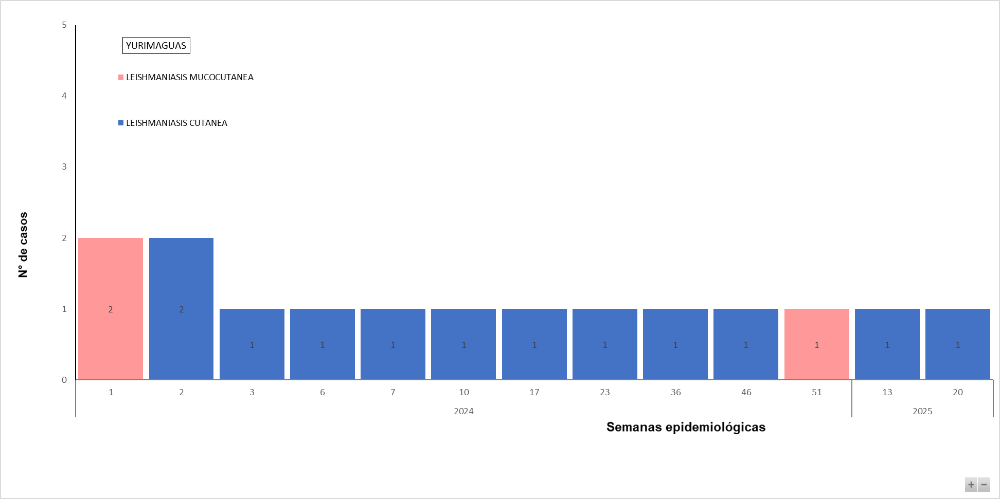 5
YURIMAGUAS
LEISHMANIASIS MUCOCUTANEA
4
LEISHMANIASIS CUTANEA
3
N° de casos
2
2 2
1
1 1 1 1 1 1 1 1 1 1 1
0
1 2 3 6 7 10 17 23 36 46 51 13 20
2024 2025
Semanas epidemiológicas
+ −